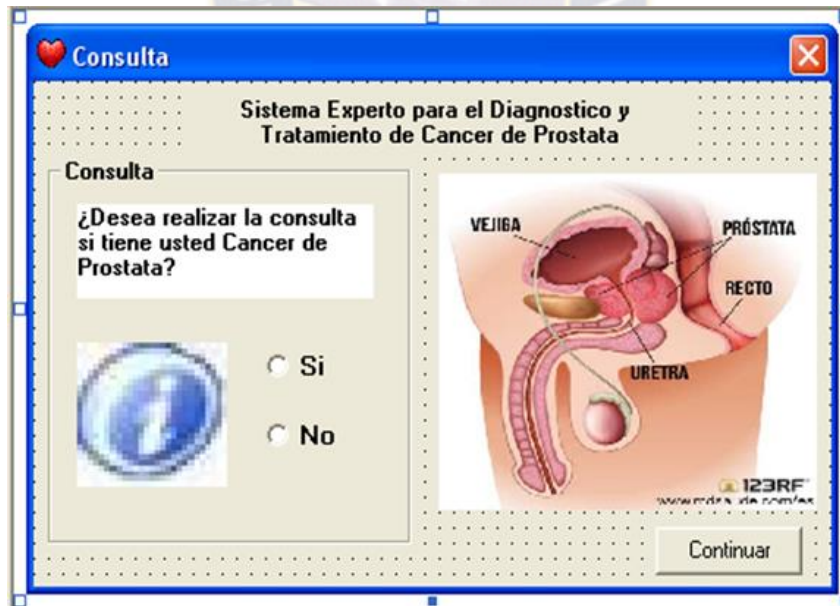 Consulta
Sistema Experto para el Diagnostico y
Tratamiento de Cancer de Prostata
Consulta
¿Desea realizar la consulta
si tiene usted Cancer de
Prostata?
Si
No
VEJIGA
PRÓSTATA
RECTO
URETRA
123RF
Continuar